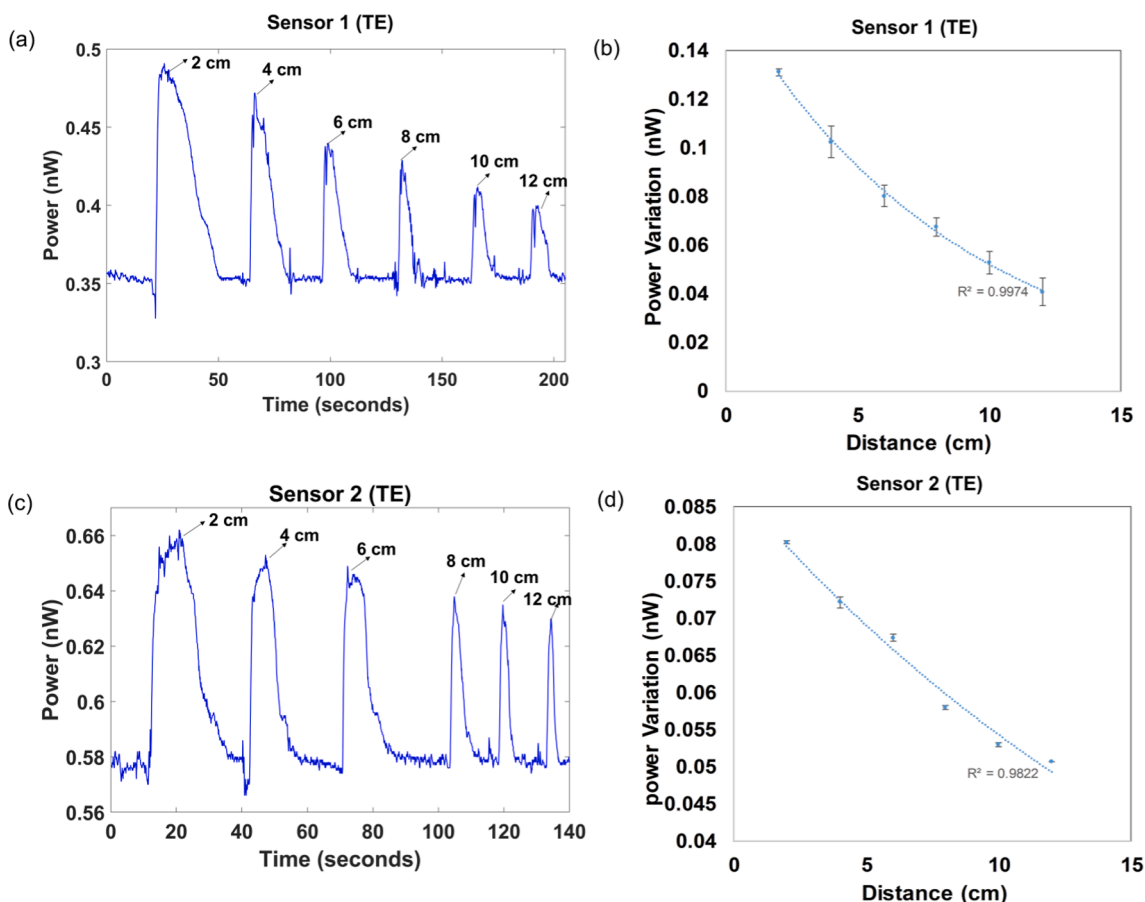 (a)
Sensor 1 (TE)
0.5
0.45
0.4
0.35
0.3
Power (nW)
2 cm
4 cm
6 cm
8 cm
10 cm
12 cm
0 50 100 150 200
Time (seconds)
(b)
Sensor 1 (TE)
0.14
0.12
0.1
0.08
0.06
0.04
0.02
0
Power Variation (nW)
R² = 0.9974
0 5 10 15
Distance (cm)
(c)
Sensor 2 (TE)
0.66
0.64
0.62
0.6
0.58
0.56
Power (nW)
2 cm
4 cm
6 cm
8 cm
10 cm
12 cm
0 20 40 60 80 100 120 140
Time (seconds)
(d)
Sensor 2 (TE)
0.085
0.08
0.075
0.07
0.065
0.06
0.055
0.05
0.045
0.04
power Variation (nW)
R² = 0.9822
0 5 10 15
Distance (cm)